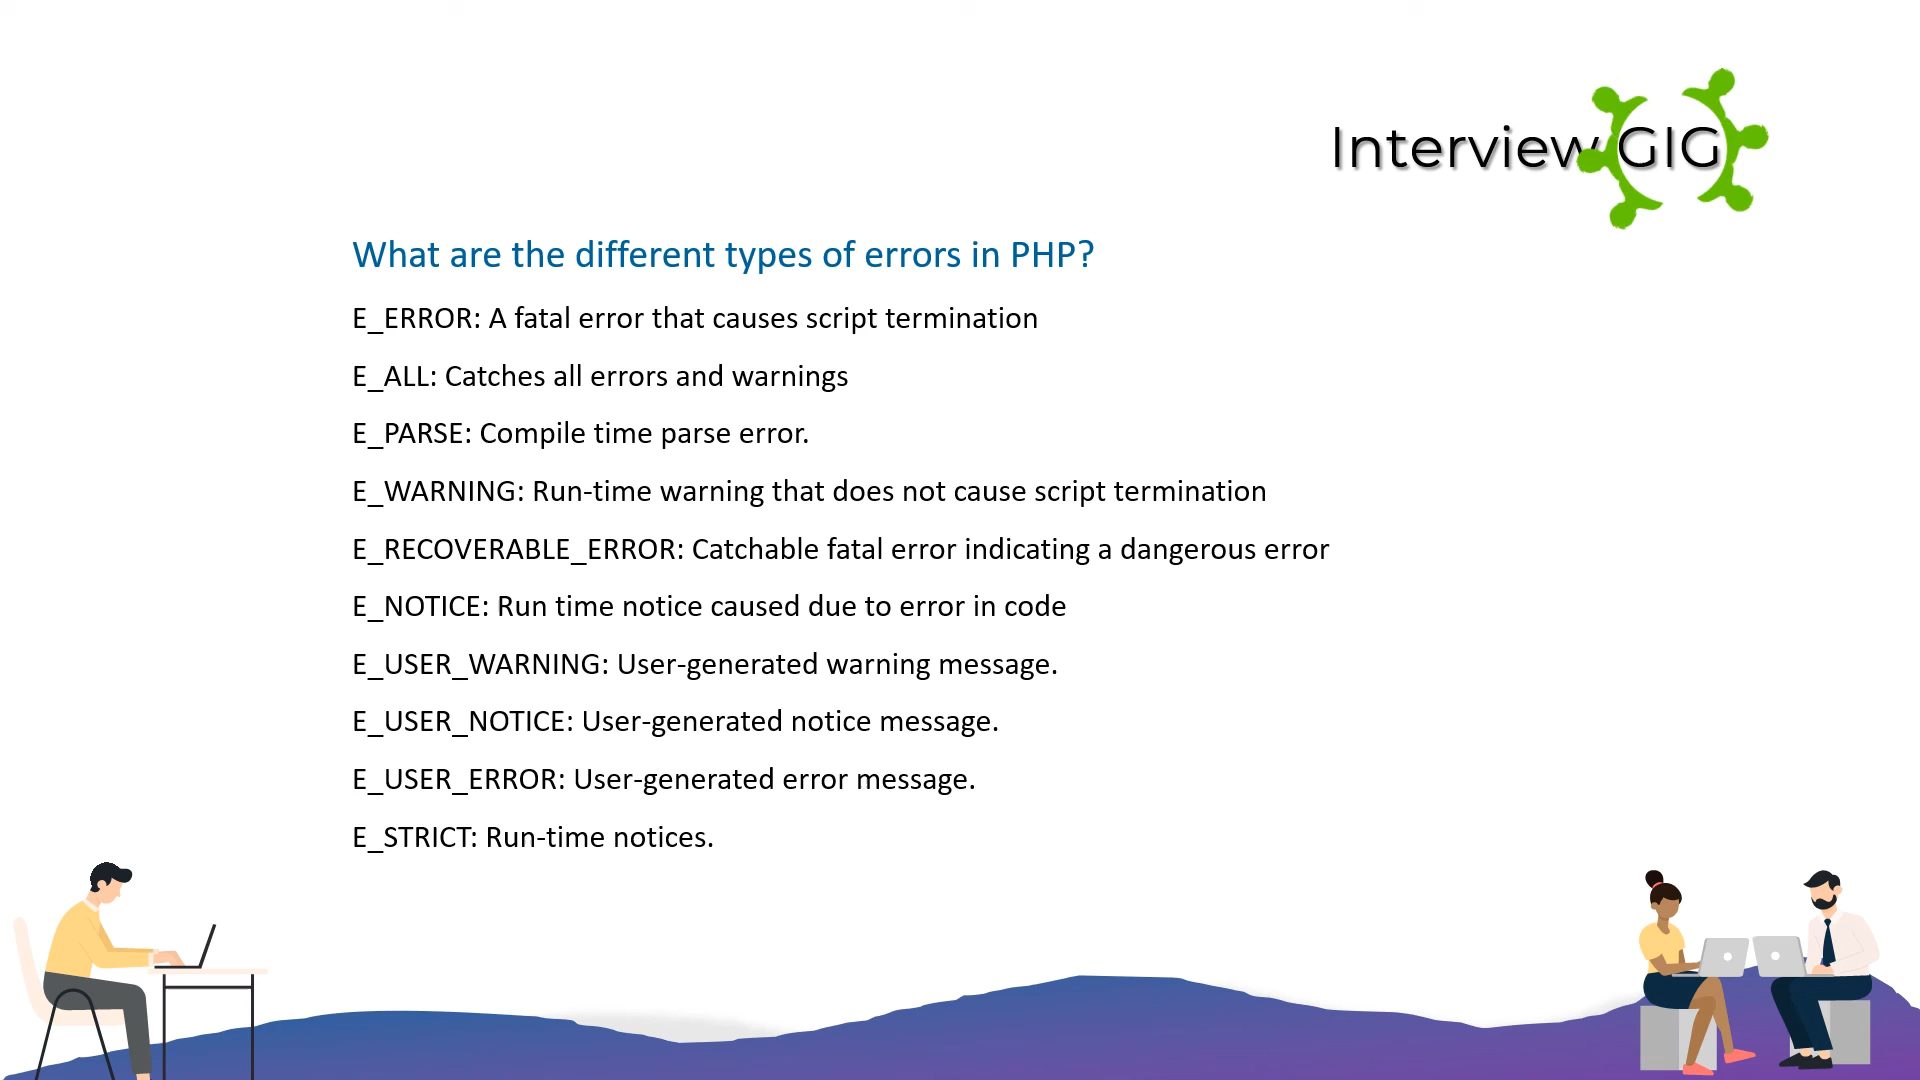 Interview GIG
What are the different types of errors in PHP?
E_ERROR: A fatal error that causes script termination
E_ALL: Catches all errors and warnings
E_PARSE: Compile time parse error.
E_WARNING: Run-time warning that does not cause script termination
E_RECOVERABLE_ERROR: Catchable fatal error indicating a dangerous error
E_NOTICE: Run time notice caused due to error in code
E_USER_WARNING: User-generated warning message.
E_USER_NOTICE: User-generated notice message.
E_USER_ERROR: User-generated error message.
E_STRICT: Run-time notices.